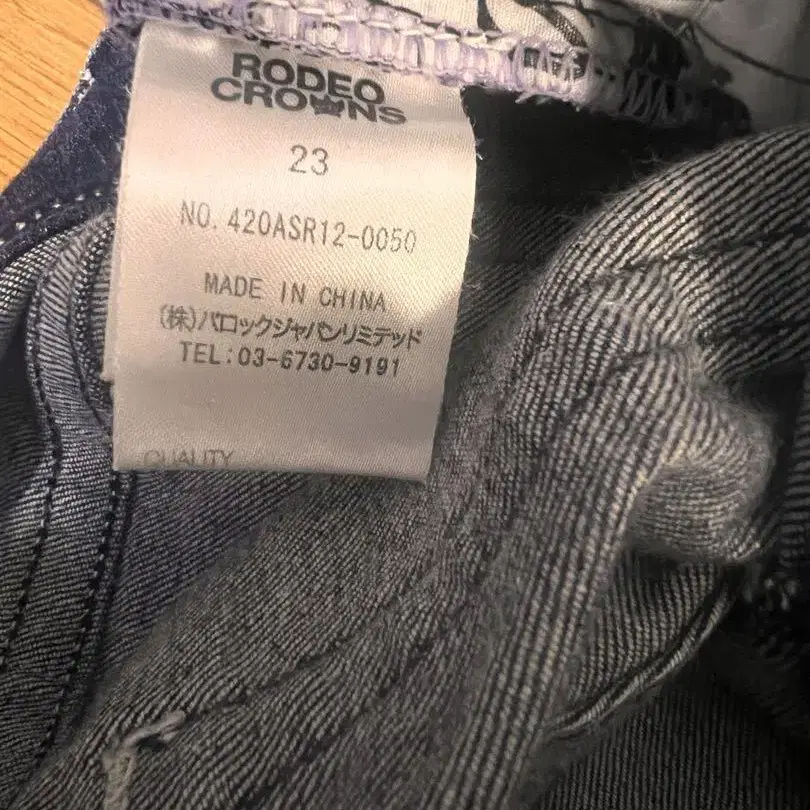 RODEO
CROWNS
23
NO. 420ASR12-0050
MADE IN CHINA
(株)バロックジャパンリミテッド
TEL:03-6730-9191
QUALITY